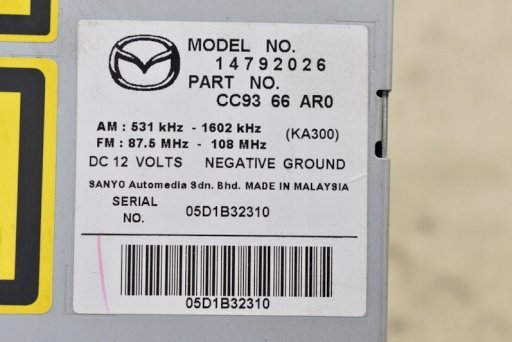 MODEL NO.
14792026
PART NO.
CC93 66 AR0
AM : 531 kHz - 1602 kHz (KA300)
FM : 87.5 MHz - 108 MHz
DC 12 VOLTS NEGATIVE GROUND
SANYO Automedia Sdn. Bhd. MADE IN MALAYSIA
SERIAL NO. 05D1B32310
05D1B32310